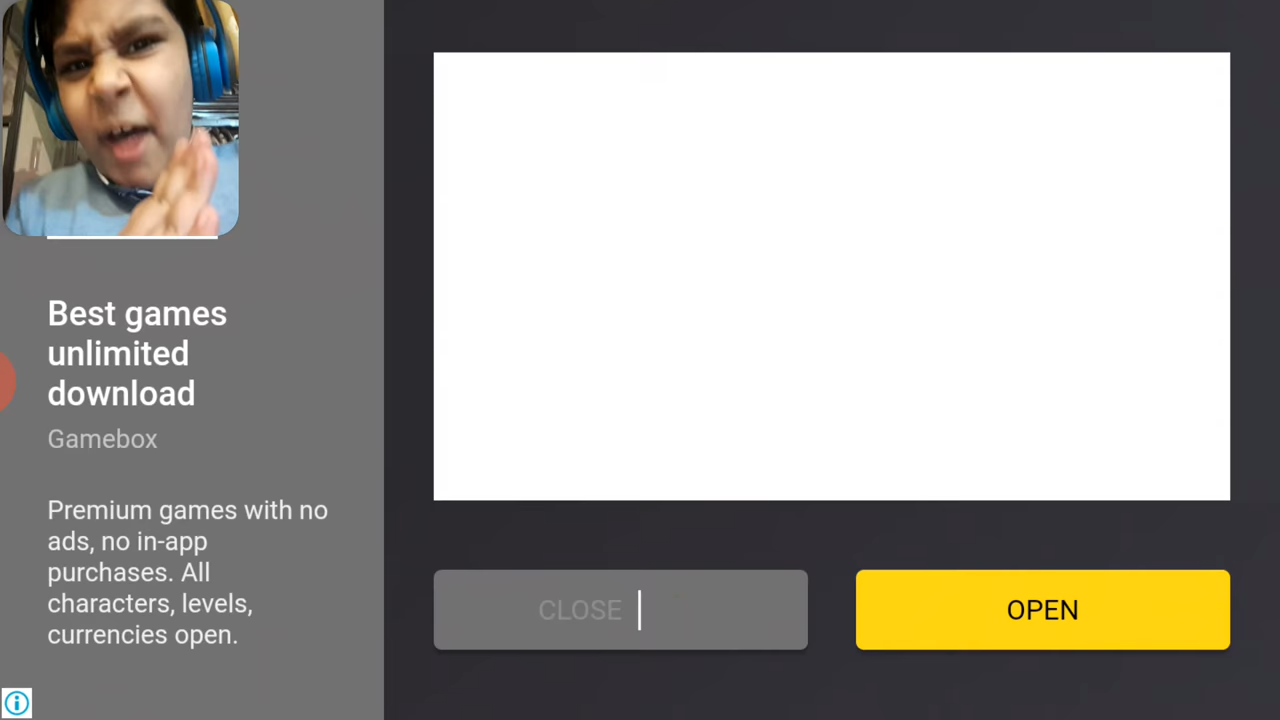 Best games
unlimited
download
Gamebox
Premium games with no
ads, no in-app
purchases. All
characters, levels,
currencies open.
CLOSE
OPEN